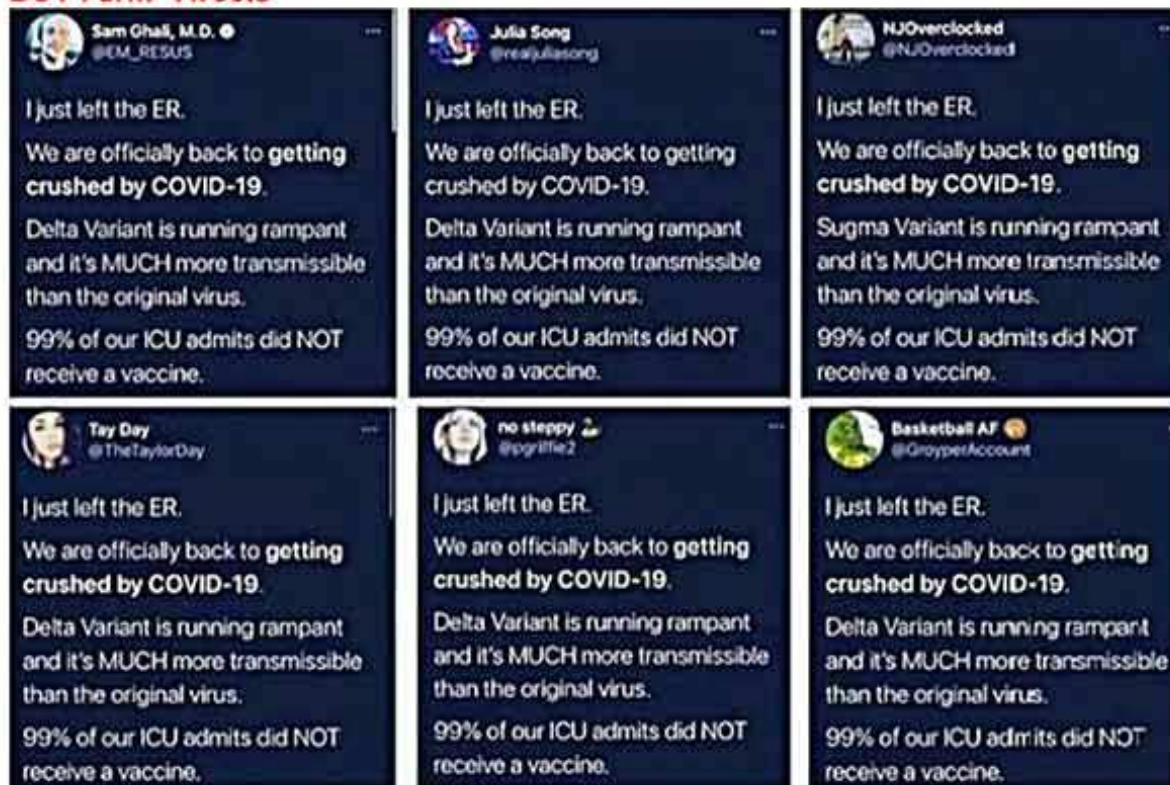 Sam Ghali, M.D.
@EM_RESUS
I just left the ER.
We are officially back to getting
crushed by COVID-19.
Delta Variant is running rampant
and it's MUCH more transmissible
than the original virus.
99% of our ICU admits did NOT
receive a vaccine.
Julia Song
@realjuliasong
I just left the ER.
We are officially back to getting
crushed by COVID-19.
Delta Variant is running rampant
and it's MUCH more transmissible
than the original virus.
99% of our ICU admits did NOT
receive a vaccine.
NJOverclocked
@NJOverclocked
I just left the ER.
We are officially back to getting
crushed by COVID-19.
Sugma Variant is running rampant
and it's MUCH more transmissible
than the original virus.
99% of our ICU admits did NOT
receive a vaccine.
Tay Day
@TheTaylorDay
I just left the ER.
We are officially back to getting
crushed by COVID-19.
Delta Variant is running rampant
and it's MUCH more transmissible
than the original virus.
99% of our ICU admits did NOT
receive a vaccine.
no steppy
@pgriffie2
I just left the ER.
We are officially back to getting
crushed by COVID-19.
Delta Variant is running rampant
and it's MUCH more transmissible
than the original virus.
99% of our ICU admits did NOT
receive a vaccine.
Basketball AF
@GroyperAccount
I just left the ER.
We are officially back to getting
crushed by COVID-19.
Delta Variant is running rampant
and it's MUCH more transmissible
than the original virus.
99% of our ICU admits did NOT
receive a vaccine.